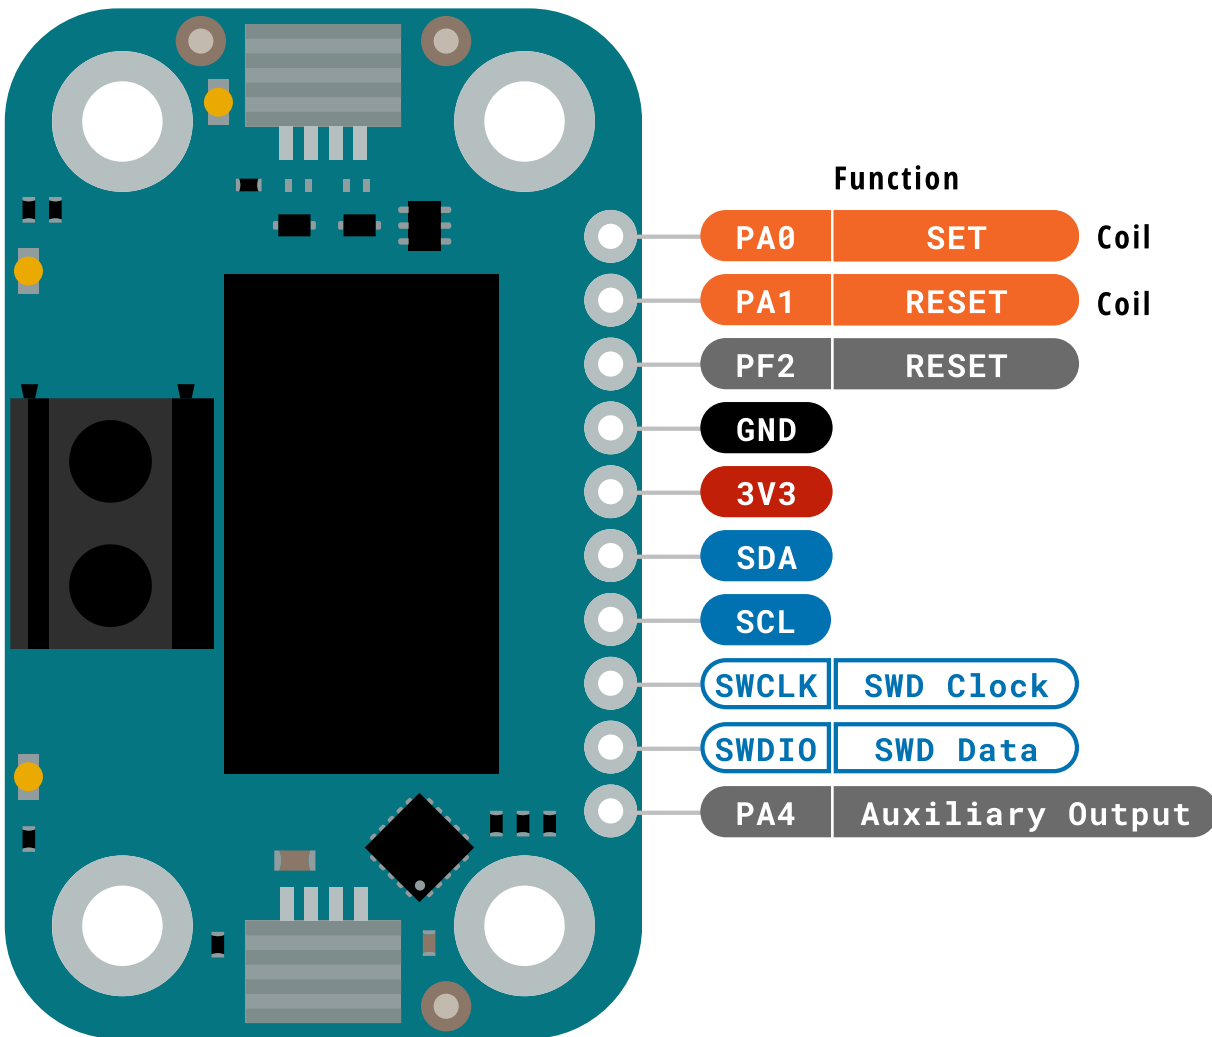 Function
PA0 SET Coil
PA1 RESET Coil
PF2 RESET
GND
3V3
SDA
SCL
SWCLK SWD Clock
SWDIO SWD Data
PA4 Auxiliary Output